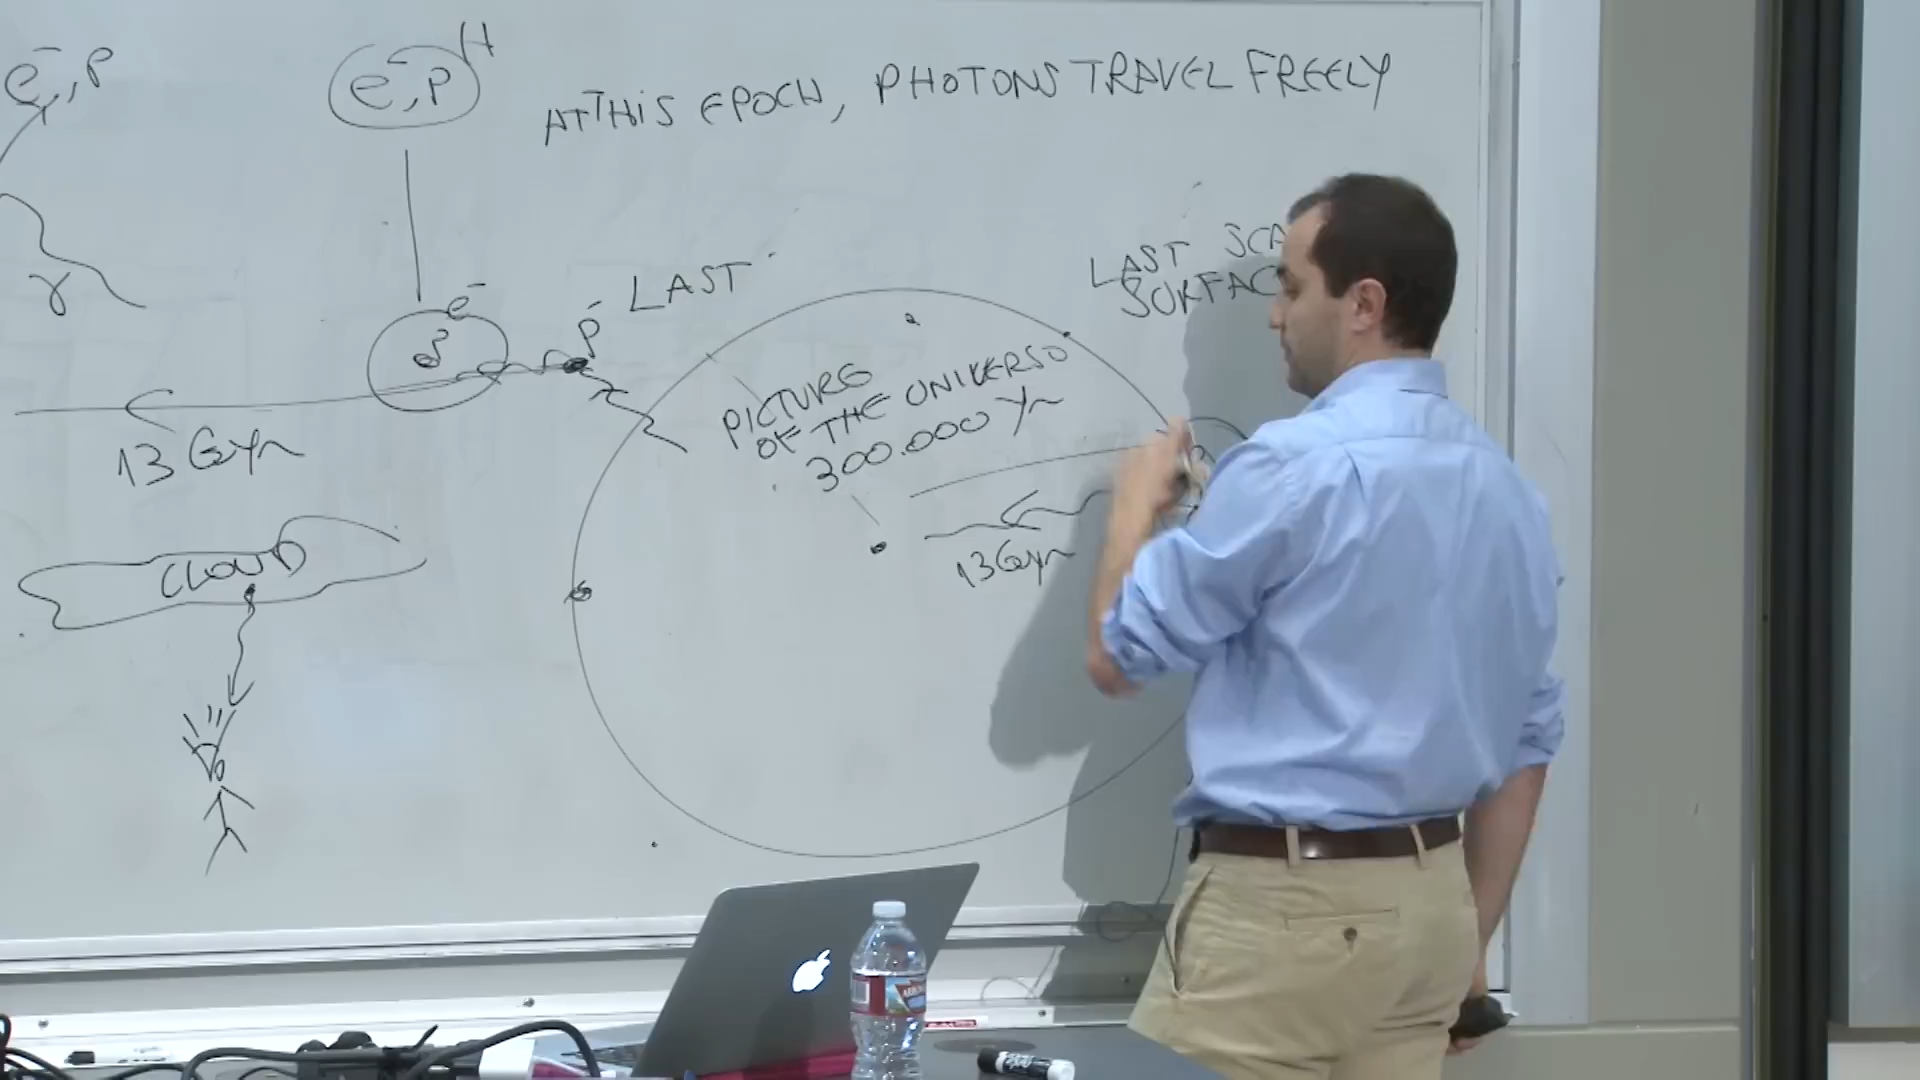 e⁻, p
e⁻, p
H
AT THIS EPOCH, PHOTONS TRAVEL FREELY
γ
e⁻
p⁻
LAST
LAST SCA
SURFAC
PICTURE
OF THE UNIVERSE
300.000 Yr
13 Gyr
13 Gyr
CLOUD